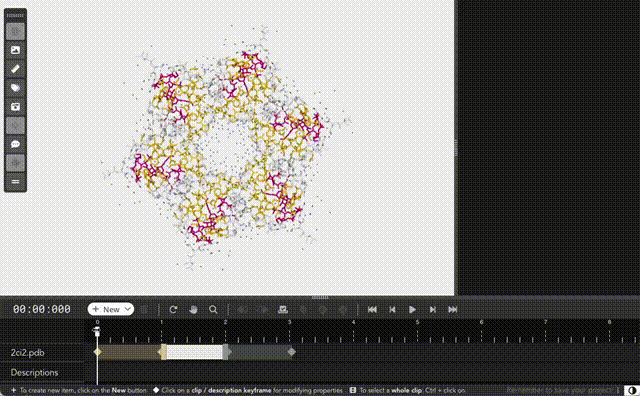 00:00:000
+ New
0 1 2 3 4 5 6 7 8
2ci2.pdb
Descriptions
To create new item, click on the New button Click on a clip / description keyframe for modifying properties To select a whole clip: Ctrl + click on
Remember to save your project!